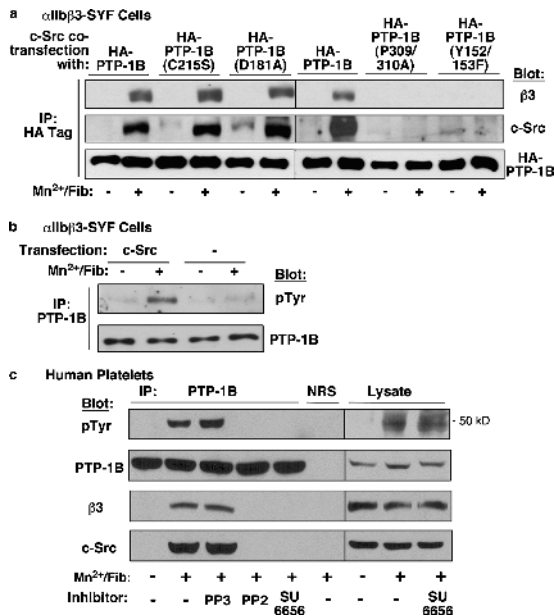 a αIIbβ3-SYF Cells
c-Src co-transfection with:
HA-PTP-1B
HA-PTP-1B (C215S)
HA-PTP-1B (D181A)
HA-PTP-1B
HA-PTP-1B (P309/310A)
HA-PTP-1B (Y152/153F)
Blot:
IP: HA Tag
β3
c-Src
HA-PTP-1B
Mn2+/Fib: - + - + - + - + - + - +
b αIIbβ3-SYF Cells
Transfection: c-Src -
Mn2+/Fib: - + - + Blot:
IP: PTP-1B
pTyr
PTP-1B
c Human Platelets
IP: PTP-1B NRS Lysate
Blot:
pTyr - 50 kD
PTP-1B
β3
c-Src
Mn2+/Fib: - + + + + + - + +
Inhibitor: - - PP3 PP2 SU 6656 - - - SU 6656